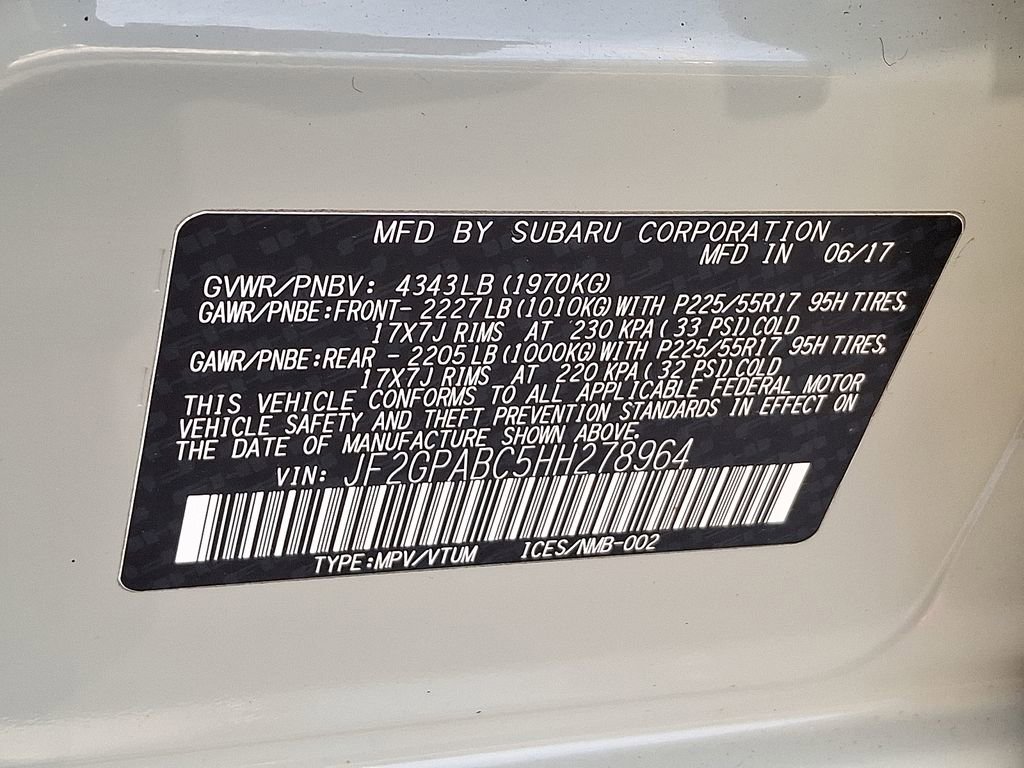 MFD BY SUBARU CORPORATION
MFD IN 06/17
GVWR/PNBV: 4343LB (1970KG)
GAWR/PNBE:FRONT- 2227LB (1010KG) WITH P225/55R17 95H TIRES,
17X7J RIMS AT 230 KPA ( 33 PSI) COLD
GAWR/PNBE:REAR - 2205LB (1000KG) WITH P225/55R17 95H TIRES,
17X7J RIMS AT 220 KPA ( 32 PSI) COLD
THIS VEHICLE CONFORMS TO ALL APPLICABLE FEDERAL MOTOR
VEHICLE SAFETY AND THEFT PREVENTION STANDARDS IN EFFECT ON
THE DATE OF MANUFACTURE SHOWN ABOVE.
VIN: JF2GPABC5HH278964
TYPE:MPV/VTUM ICES/NMB-002